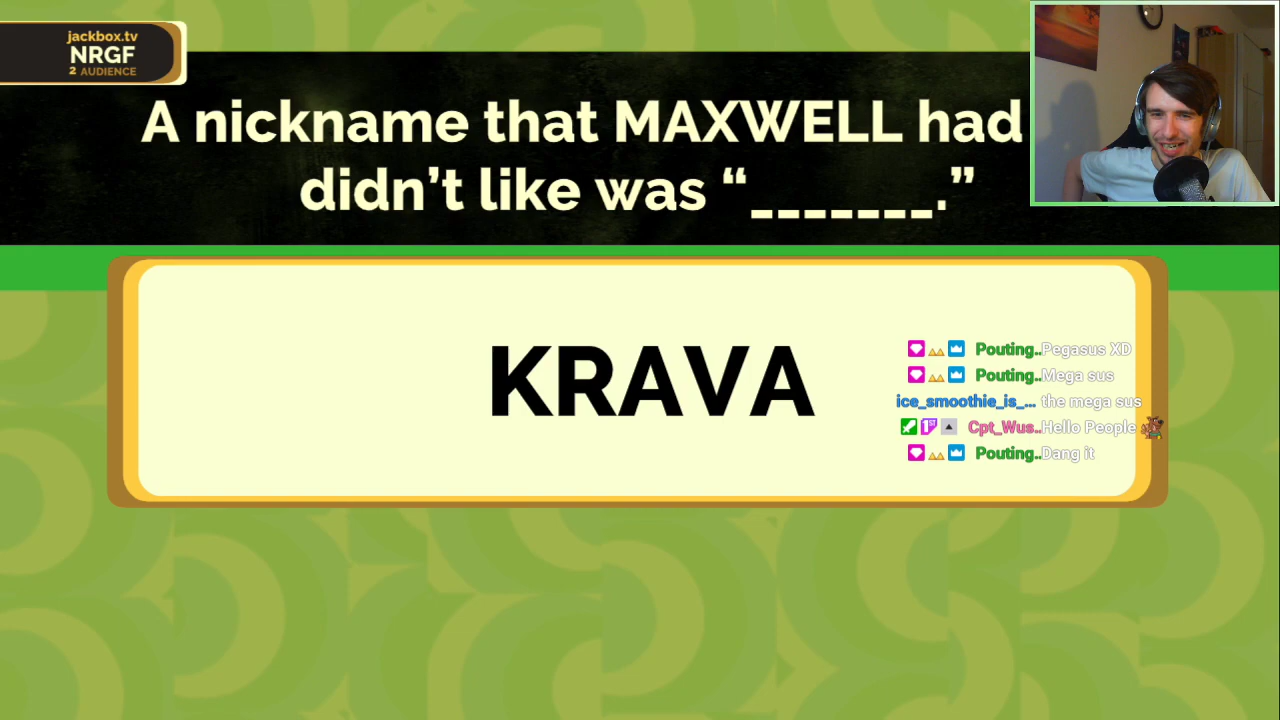 jackbox.tv
NRGF
2 AUDIENCE
A nickname that MAXWELL had
didn't like was “_______.”
KRAVA
Pouting.. Pegasus XD
Pouting.. Mega sus
ice_smoothie_is_... the mega sus
1ST Cpt_Wus.. Hello People
Pouting.. Dang it